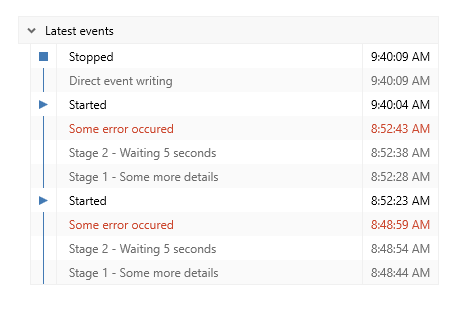 Latest events
Stopped 9:40:09 AM
Direct event writing 9:40:09 AM
Started 9:40:04 AM
Some error occured 8:52:43 AM
Stage 2 - Waiting 5 seconds 8:52:38 AM
Stage 1 - Some more details 8:52:28 AM
Started 8:52:23 AM
Some error occured 8:48:59 AM
Stage 2 - Waiting 5 seconds 8:48:54 AM
Stage 1 - Some more details 8:48:44 AM